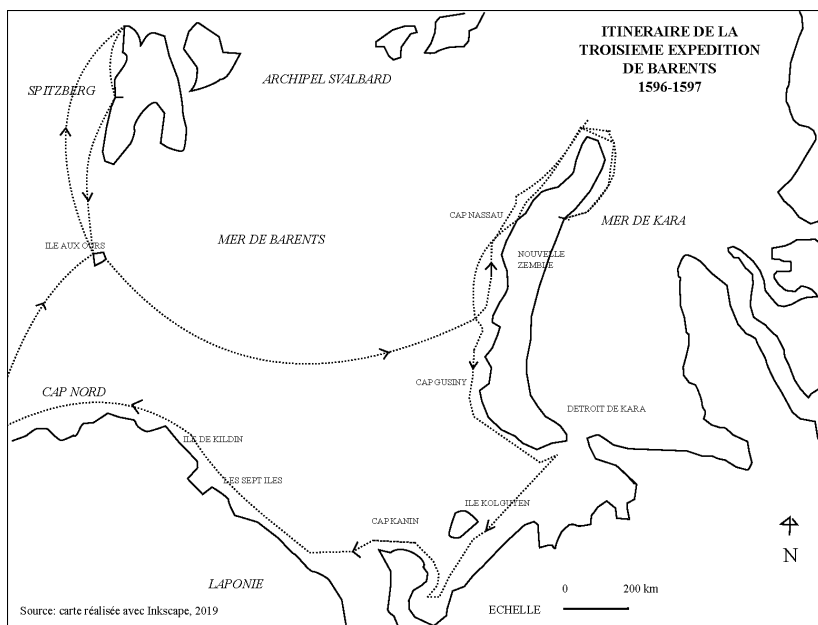 ITINERAIRE DE LA
TROISIEME EXPEDITION
DE BARENTS
1596-1597
ARCHIPEL SVALBARD
SPITZBERG
CAP NASSAU
MER DE KARA
MER DE BARENTS
ILE AUX OURS
NOUVELLE
ZEMBLE
CAP GUSINY
CAP NORD
DETROIT DE KARA
ILE DE KILDIN
LES SEPT ILES
ILE KOLGUYEN
CAP KANIN
N
LAPONIE
0 200 km
Source: carte réalisée avec Inkscape, 2019
ECHELLE